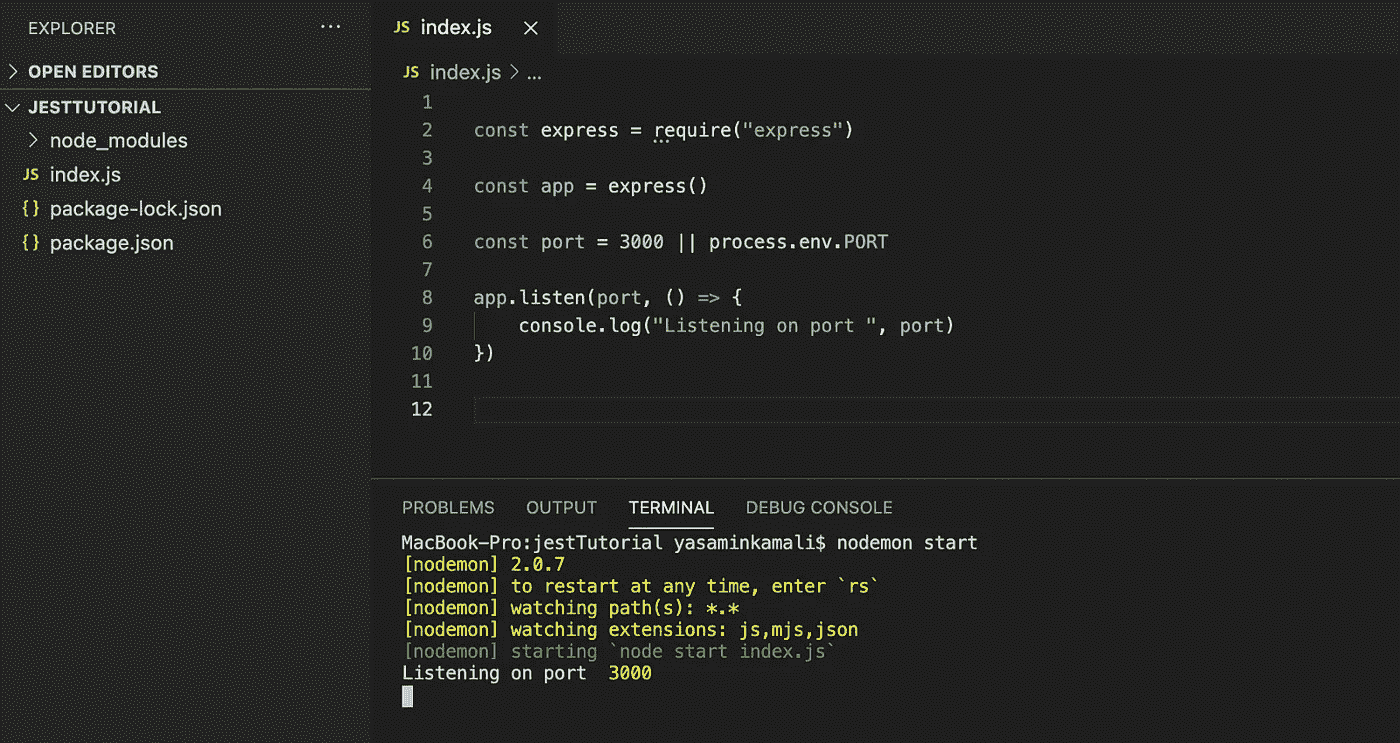 EXPLORER ...
OPEN EDITORS
JESTTUTORIAL
node_modules
JS index.js
{} package-lock.json
{} package.json
JS index.js ×
JS index.js > ...
1
2 const express = require("express")
3
4 const app = express()
5
6 const port = 3000 || process.env.PORT
7
8 app.listen(port, () => {
9 console.log("Listening on port ", port)
10 })
11
12
PROBLEMS OUTPUT TERMINAL DEBUG CONSOLE
MacBook-Pro:jestTutorial yasaminkamali$ nodemon start
[nodemon] 2.0.7
[nodemon] to restart at any time, enter `rs`
[nodemon] watching path(s): *.*
[nodemon] watching extensions: js,mjs,json
[nodemon] starting `node start index.js`
Listening on port  3000